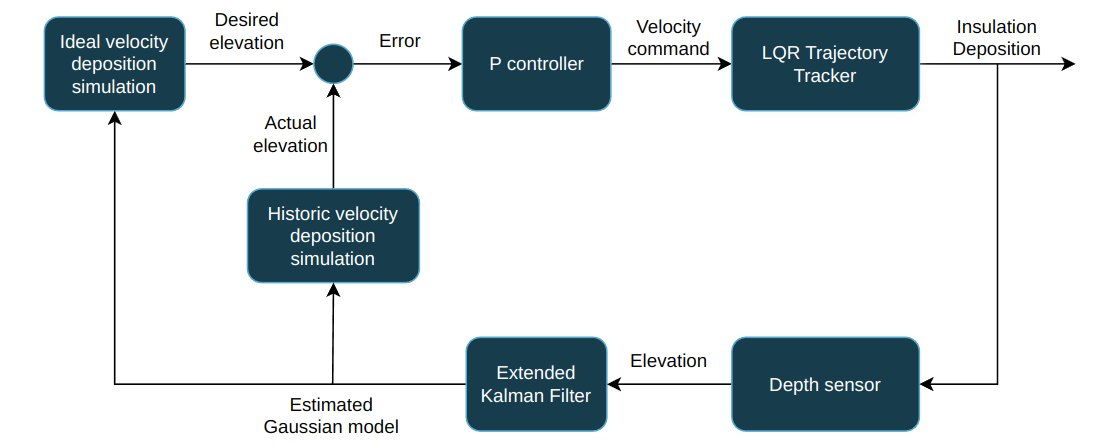 Ideal velocity
deposition
simulation
Desired
elevation
Error
P controller
Velocity
command
LQR Trajectory
Tracker
Insulation
Deposition
Actual
elevation
Historic velocity
deposition
simulation
Extended
Kalman Filter
Elevation
Depth sensor
Estimated
Gaussian model